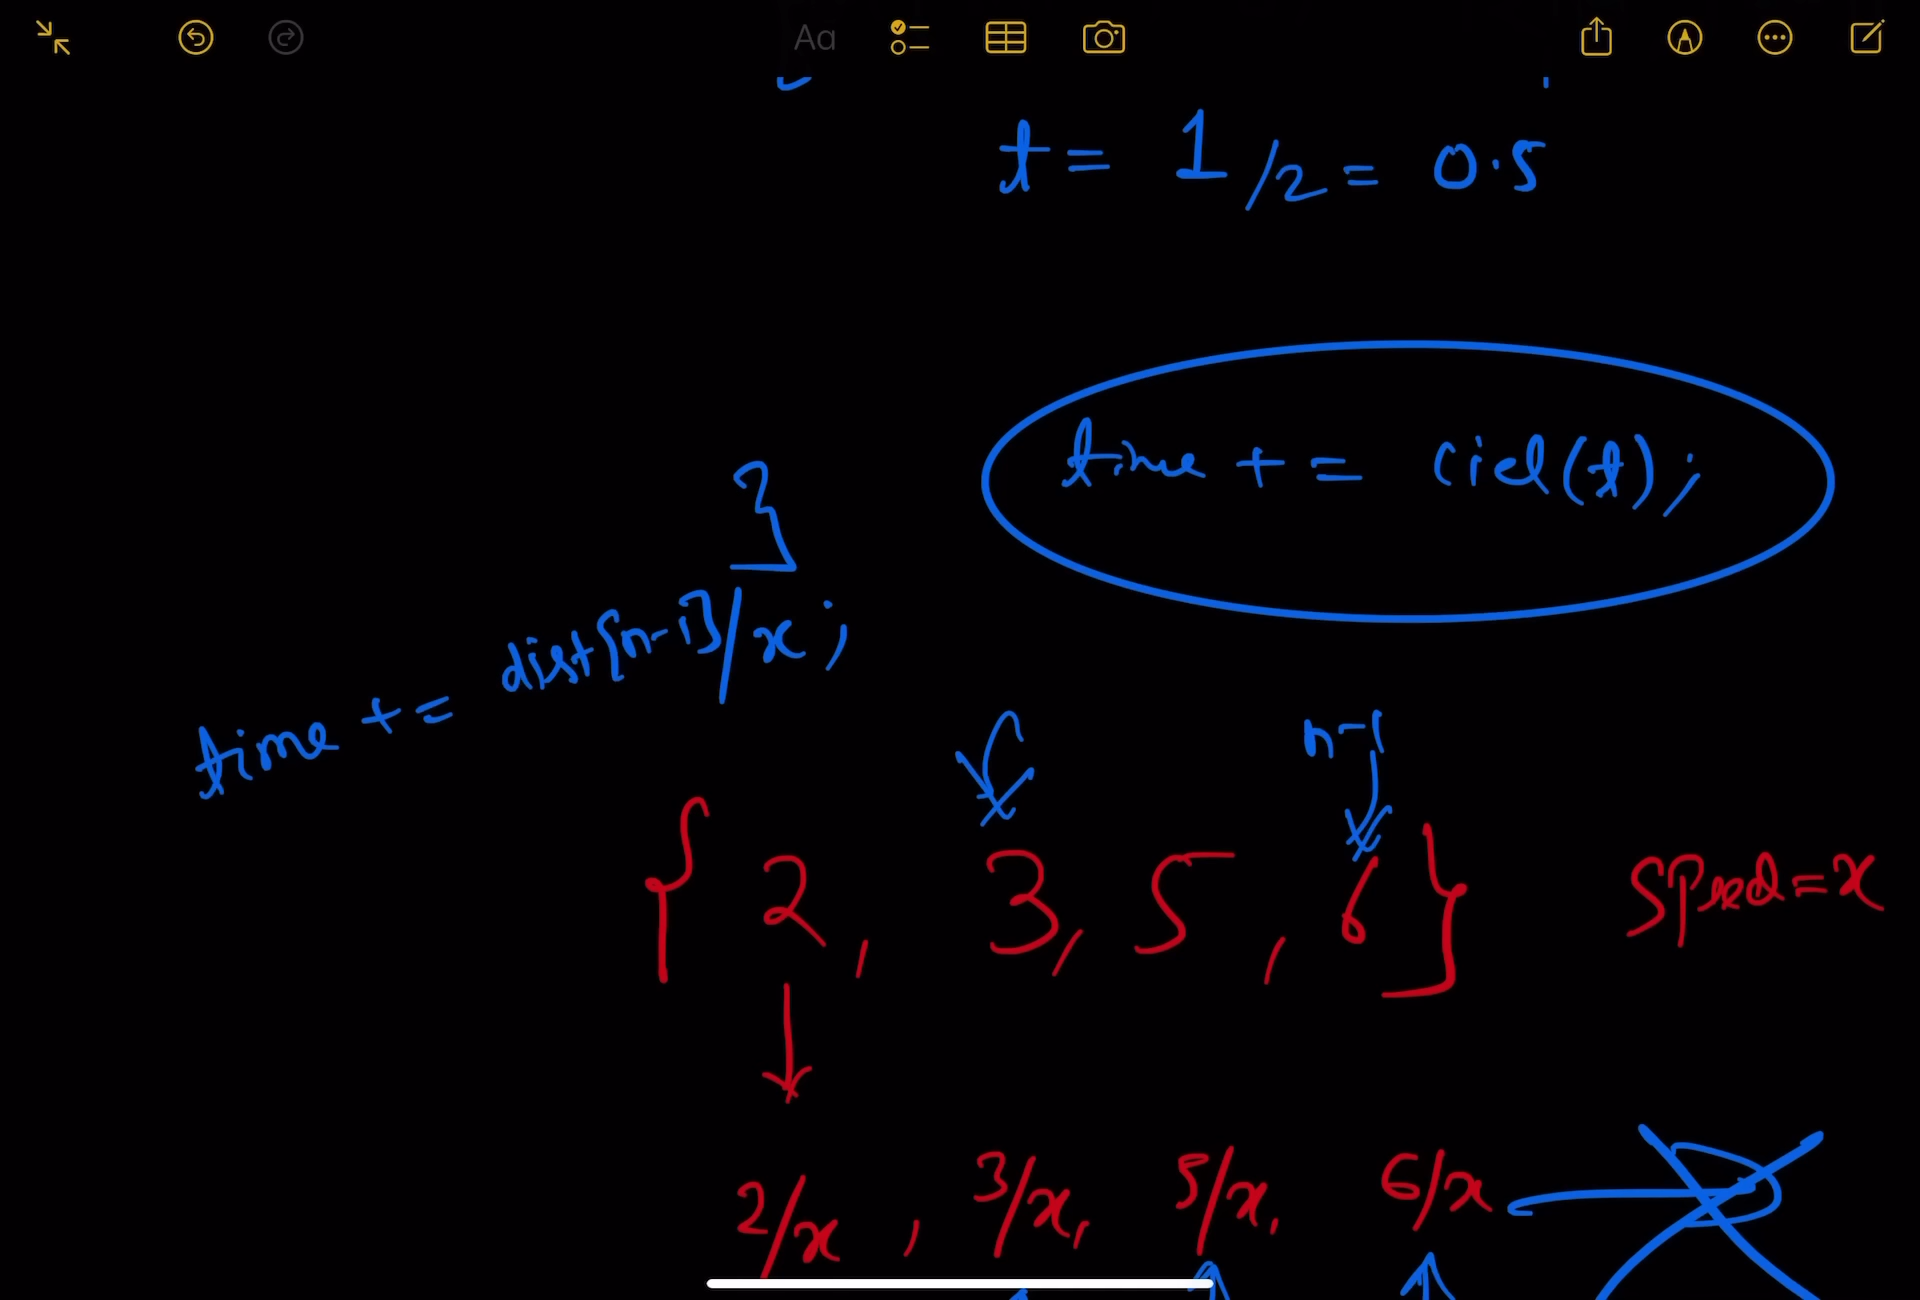 Aa
t = 1/2 = 0.5
time += ciel(t);
}
time += dist[n-1]/x;
n-1
{ 2, 3, 5, 6 }
speed=x
2/x, 3/x, 5/x, 6/x